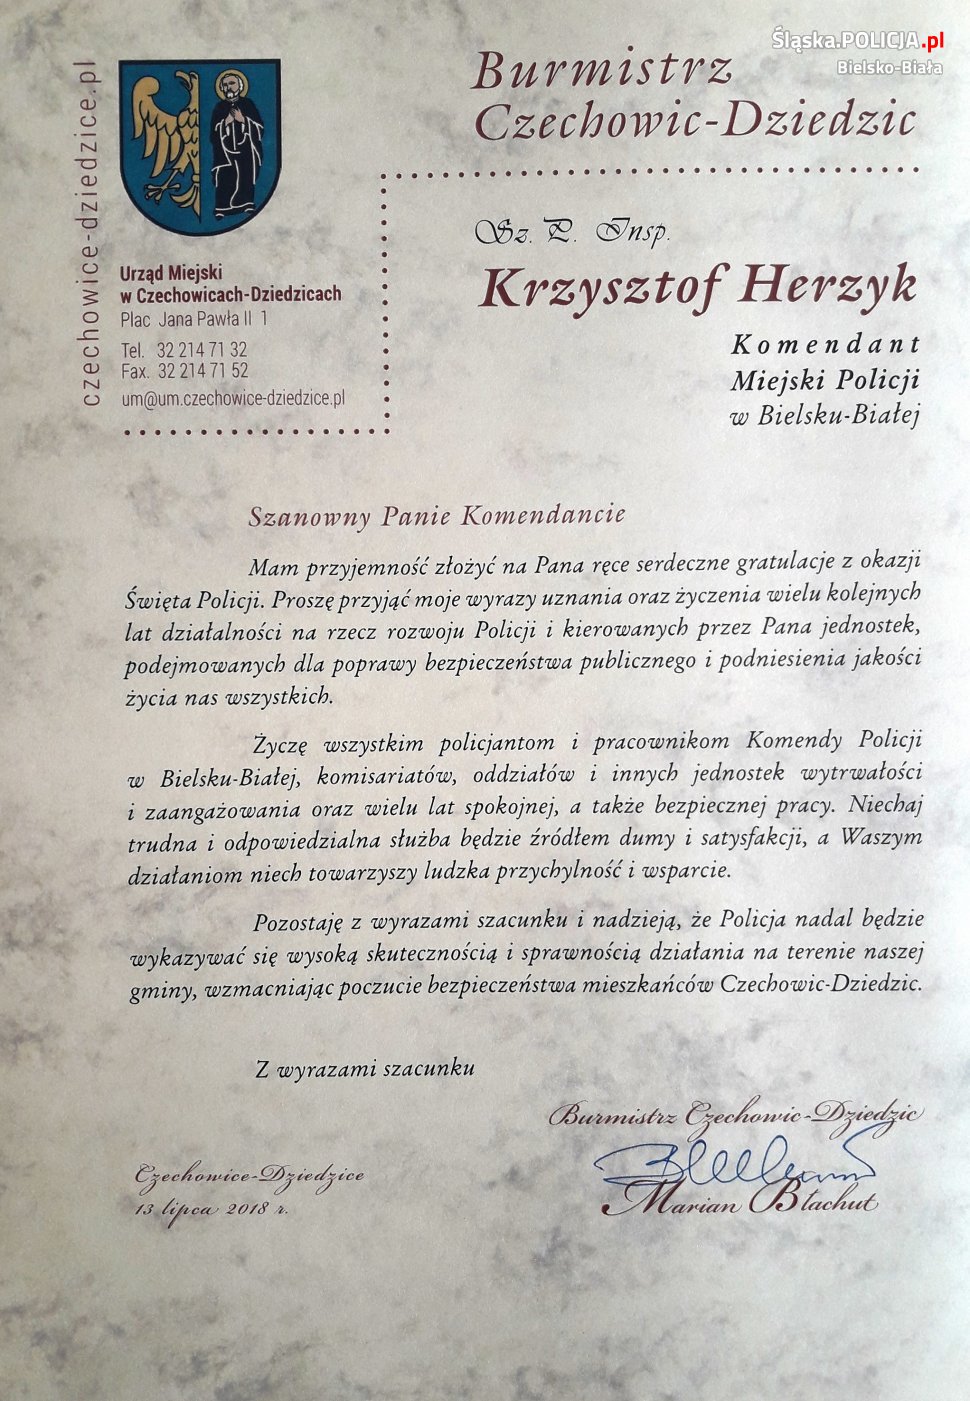 Śląska.POLICJA.pl
Bielsko-Biała
czechowice-dziedzice.pl
Burmistrz
Czechowic-Dziedzic
Urząd Miejski
w Czechowicach-Dziedzicach
Plac Jana Pawła II 1
Tel. 32 214 71 32
Fax. 32 214 71 52
um@um.czechowice-dziedzice.pl
Sz. P. Insp.
Krzysztof Herzyk
Komendant
Miejski Policji
w Bielsku-Białej
Szanowny Panie Komendancie
Mam przyjemność złożyć na Pana ręce serdeczne gratulacje z okazji
Święta Policji. Proszę przyjąć moje wyrazy uznania oraz życzenia wielu kolejnych
lat działalności na rzecz rozwoju Policji i kierowanych przez Pana jednostek,
podejmowanych dla poprawy bezpieczeństwa publicznego i podniesienia jakości
życia nas wszystkich.
Życzę wszystkim policjantom i pracownikom Komendy Policji
w Bielsku-Białej, komisariatów, oddziałów i innych jednostek wytrwałości
i zaangażowania oraz wielu lat spokojnej, a także bezpiecznej pracy. Niechaj
trudna i odpowiedzialna służba będzie źródłem dumy i satysfakcji, a Waszym
działaniom niech towarzyszy ludzka przychylność i wsparcie.
Pozostaję z wyrazami szacunku i nadzieją, że Policja nadal będzie
wykazywać się wysoką skutecznością i sprawnością działania na terenie naszej
gminy, wzmacniając poczucie bezpieczeństwa mieszkańców Czechowic-Dziedzic.
Z wyrazami szacunku
Burmistrz Czechowic-Dziedzic
Marian Błachut
Czechowice-Dziedzice
13 lipca 2018 r.